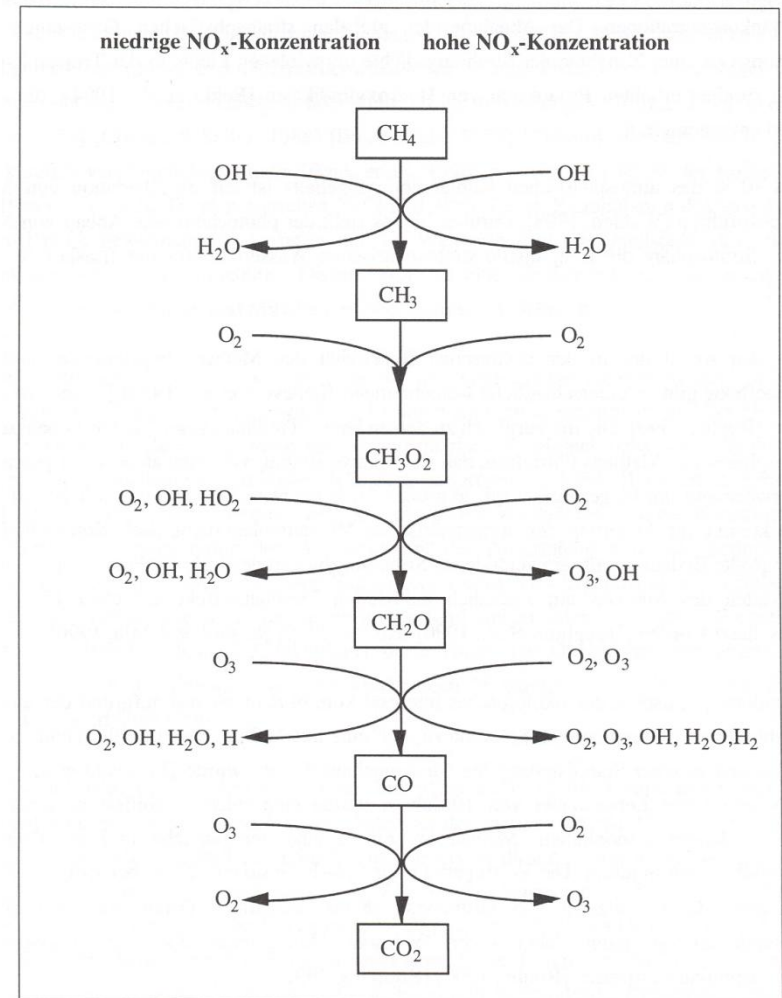 niedrige NOₓ-Konzentration hohe NOₓ-Konzentration
CH₄
OH OH
H₂O H₂O
CH₃
O₂ O₂
CH₃O₂
O₂, OH, HO₂ O₂
O₂, OH, H₂O O₃, OH
CH₂O
O₃ O₂, O₃
O₂, OH, H₂O, H O₂, O₃, OH, H₂O,H₂
CO
O₃ O₂
O₂ O₃
CO₂